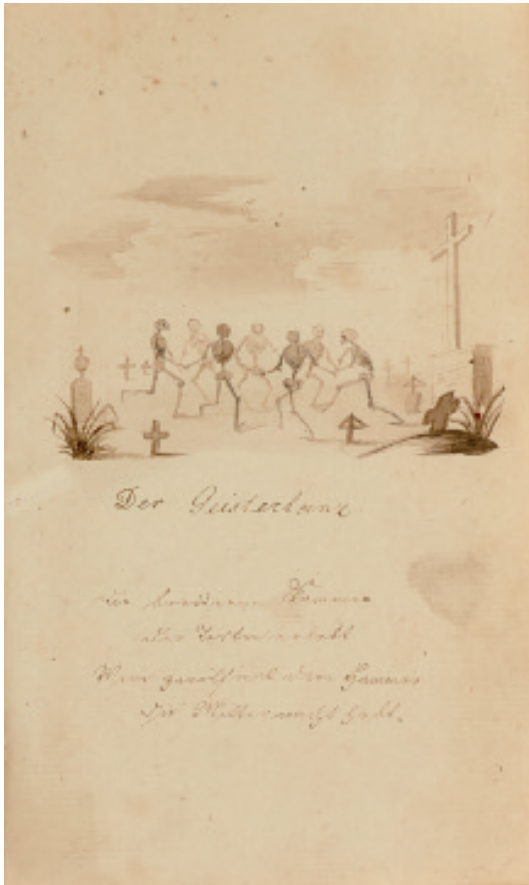 Der Geistertanz
Die bretterne Kammer
der Todten erbebt
Wenn zwölfmal den Hammer
Die Mitternacht hebt.